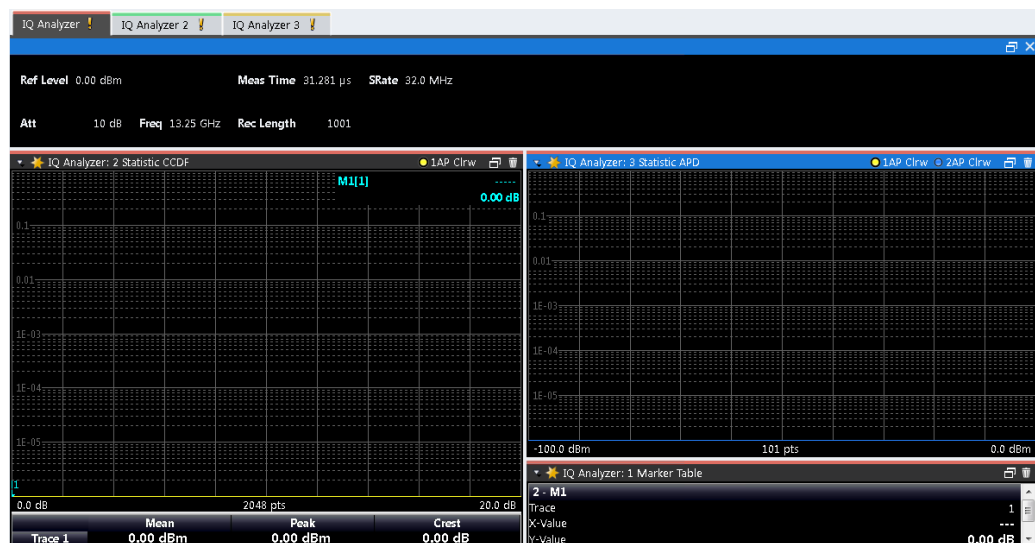 IQ Analyzer IQ Analyzer 2 IQ Analyzer 3
Ref Level 0.00 dBm Meas Time 31.281 µs SRate 32.0 MHz
Att 10 dB Freq 13.25 GHz Rec Length 1001
IQ Analyzer: 2 Statistic CCDF 1AP Clrw
M1[1] -----
0.00 dB
0.1
0.01
1E-03
1E-04
1E-05
1
0.0 dB 2048 pts 20.0 dB
Mean Peak Crest
Trace 1 0.00 dBm 0.00 dBm 0.00 dB
IQ Analyzer: 3 Statistic APD 1AP Clrw 2AP Clrw
0.1
0.01
1E-03
1E-04
1E-05
-100.0 dBm 101 pts 0.0 dBm
IQ Analyzer: 1 Marker Table
2 - M1
Trace 1
X-Value ---
Y-Value 0.00 dB